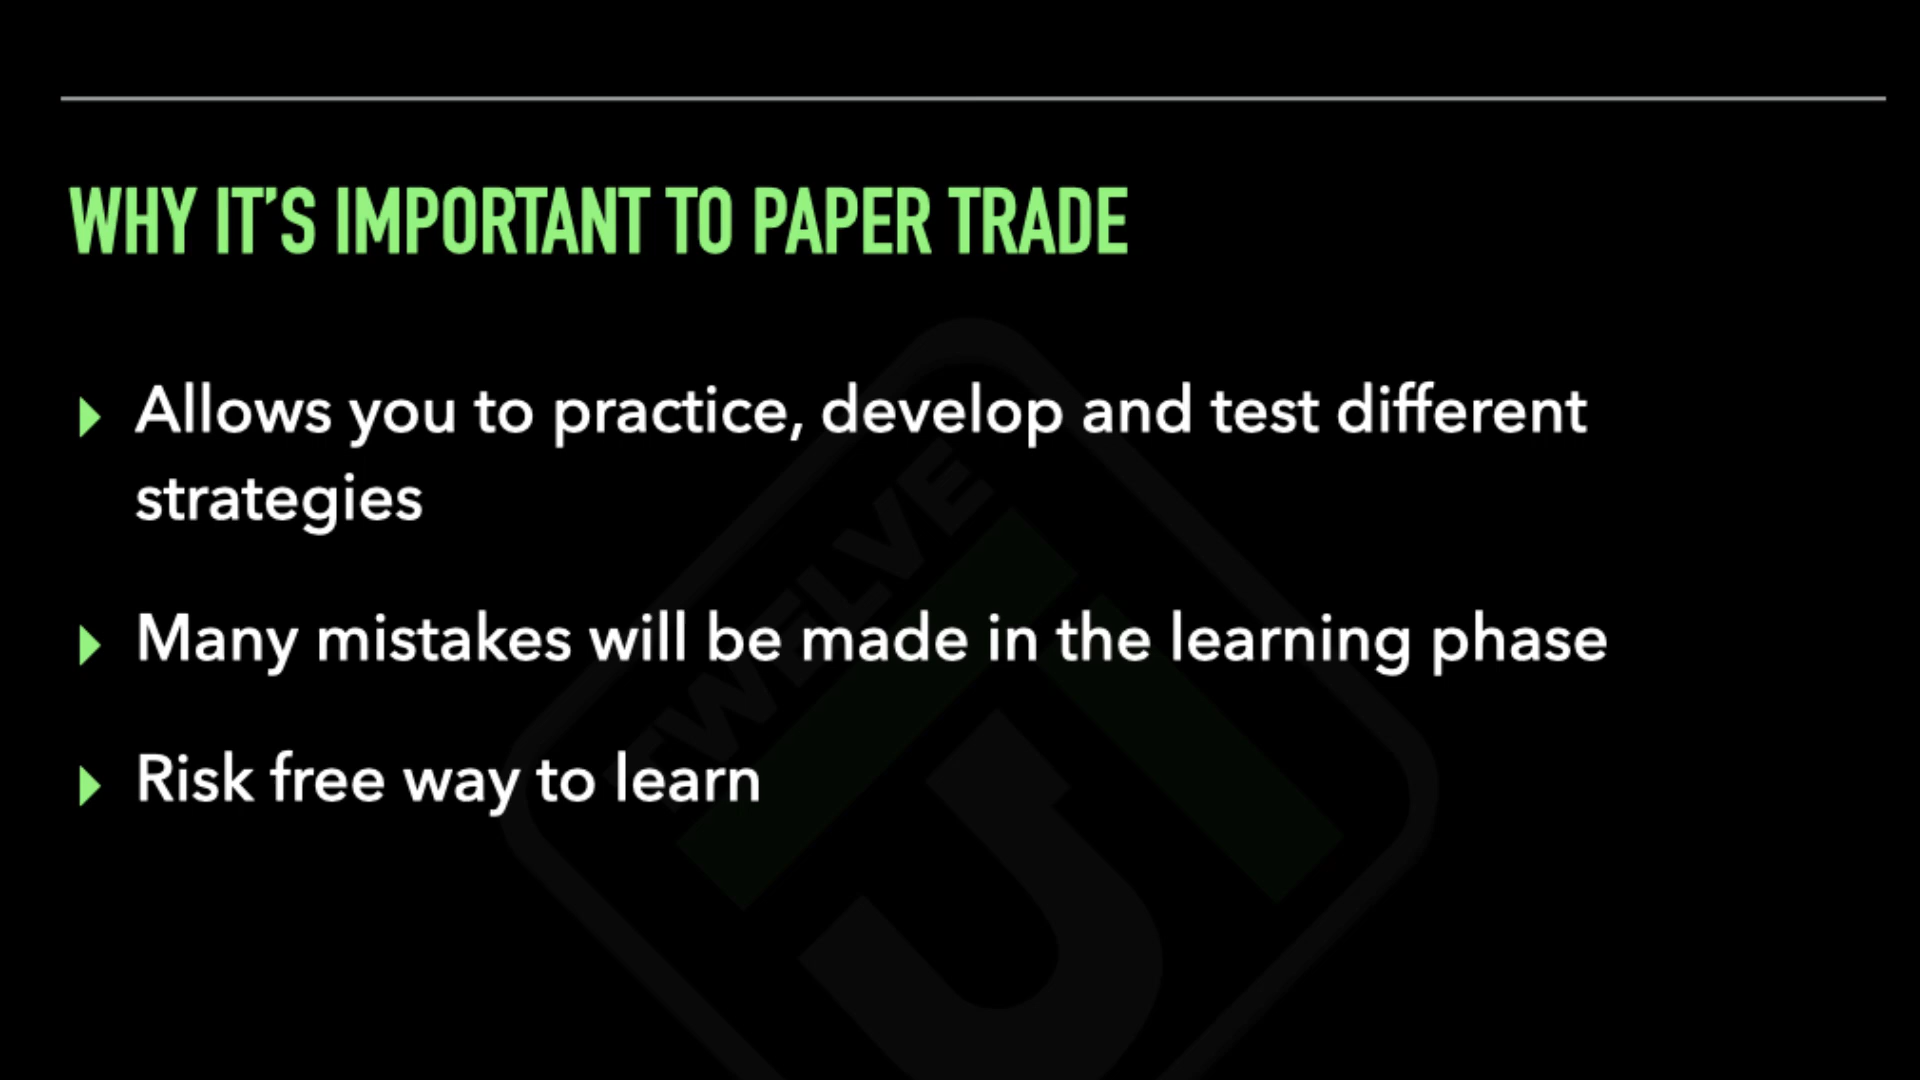 WHY IT'S IMPORTANT TO PAPER TRADE
Allows you to practice, develop and test different
strategies
Many mistakes will be made in the learning phase
Risk free way to learn
TWELVE